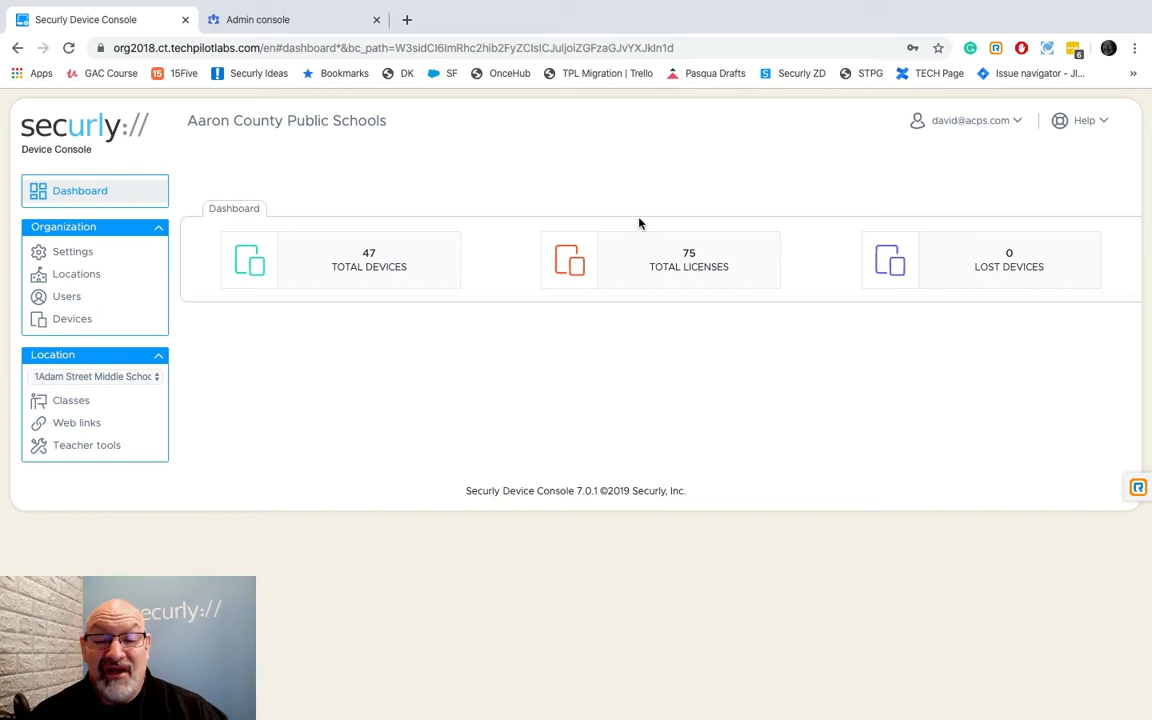 Securly Device Console
Admin console
org2018.ct.techpilotlabs.com/en#dashboard*&bc_path=W3sidCI6ImRhc2hib2FyZCIsICJuIjoiZGFzaGJvYXJkIn1d
6
Apps
GAC Course
15 15Five
Securly Ideas
Bookmarks
DK
SF
OnceHub
TPL Migration | Trello
Pasqua Drafts
Securly ZD
STPG
TECH Page
Issue navigator - JI...
»
securly://
Device Console
Aaron County Public Schools
david@acps.com
Help
Dashboard
Organization
Settings
Locations
Users
Devices
Location
1Adam Street Middle Schoc
Classes
Web links
Teacher tools
Dashboard
47
TOTAL DEVICES
75
TOTAL LICENSES
0
LOST DEVICES
Securly Device Console 7.0.1 ©2019 Securly, Inc.
securly://